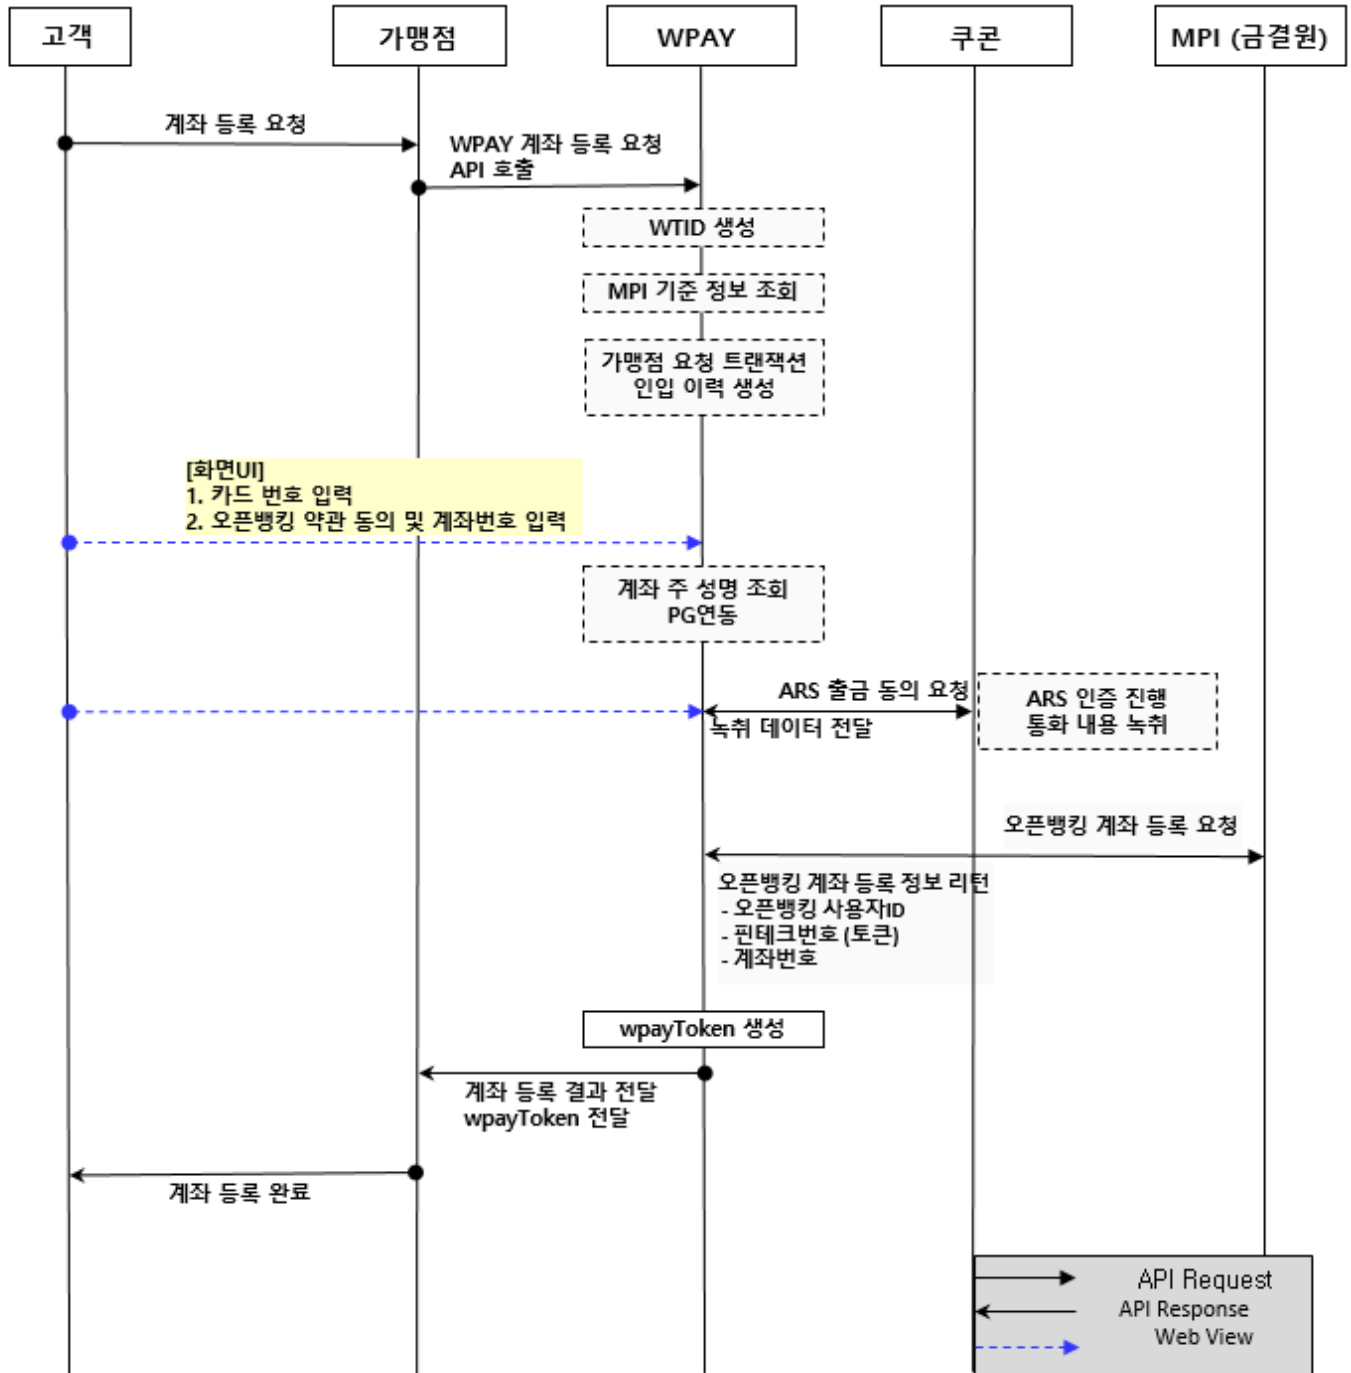 고객
가맹점
WPAY
쿠콘
MPI (금결원)
계좌 등록 요청
WPAY 계좌 등록 요청
API 호출
WTID 생성
MPI 기준 정보 조회
가맹점 요청 트랜잭션
인입 이력 생성
[화면UI]
1. 카드 번호 입력
2. 오픈뱅킹 약관 동의 및 계좌번호 입력
계좌 주 성명 조회
PG연동
ARS 출금 동의 요청
녹취 데이터 전달
ARS 인증 진행
통화 내용 녹취
오픈뱅킹 계좌 등록 요청
오픈뱅킹 계좌 등록 정보 리턴
- 오픈뱅킹 사용자ID
- 핀테크번호 (토큰)
- 계좌번호
wpayToken 생성
계좌 등록 결과 전달
wpayToken 전달
계좌 등록 완료
API Request
API Response
Web View